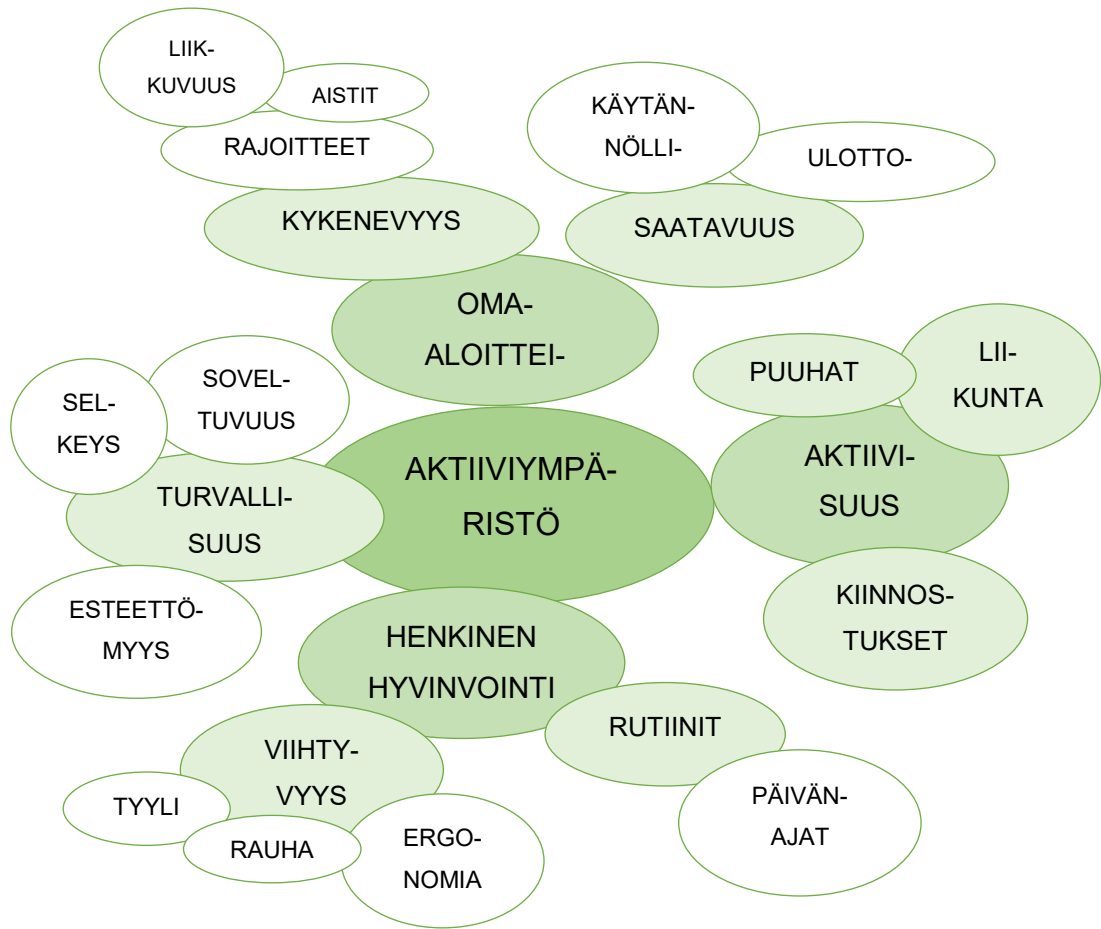 LIIK-
KUVUUS
AISTIT
RAJOITTEET
KYKENEVYYS
KÄYTÄN-
NÖLLI-
ULOTTO-
SAATAVUUS
OMA-
ALOITTEI-
PUUHAT
LII-
KUNTA
AKTIIVI-
SUUS
KIINNOS-
TUKSET
SEL-
KEYS
SOVEL-
TUVUUS
TURVALLI-
SUUS
ESTEETTÖ-
MYYS
AKTIIVIYMPÄ-
RISTÖ
HENKINEN
HYVINVOINTI
RUTIINIT
PÄIVÄN-
AJAT
VIIHTY-
VYYS
TYYLI
RAUHA
ERGO-
NOMIA